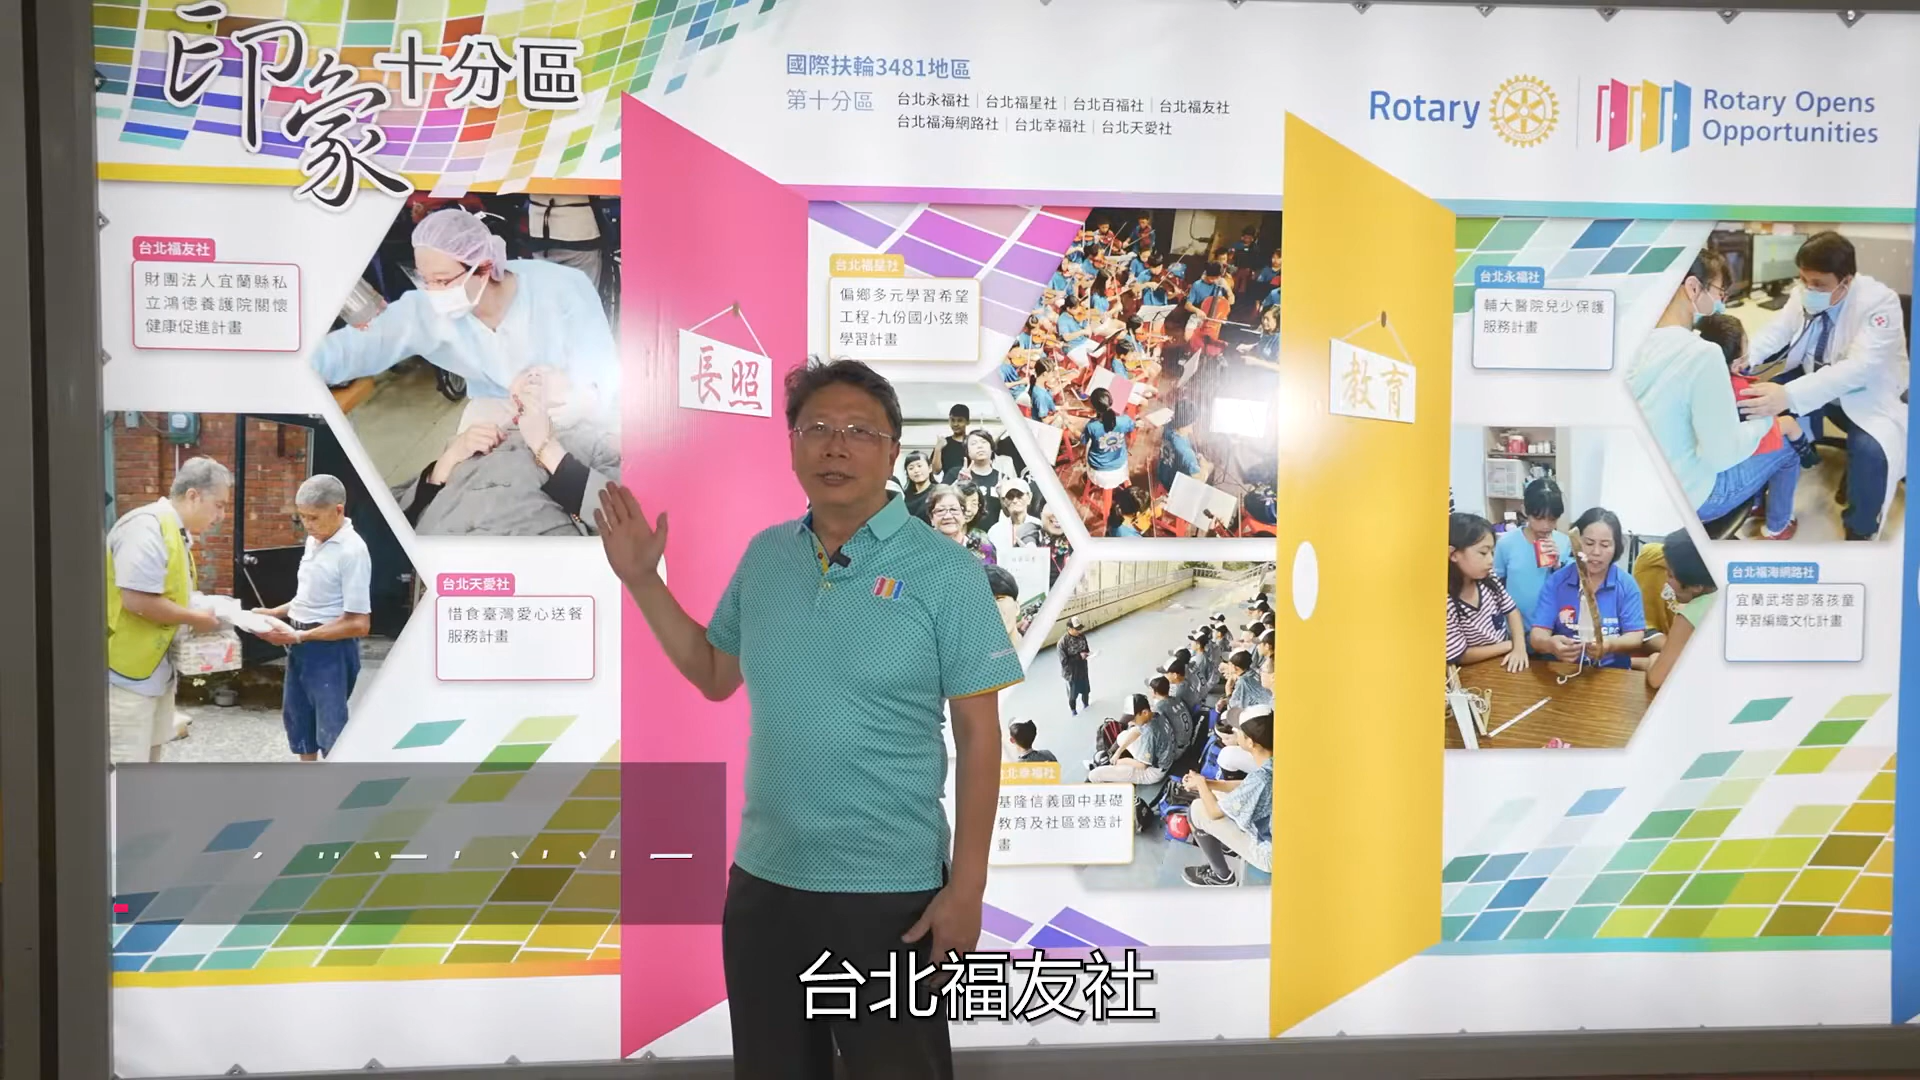 印象十分區
國際扶輪3481地區
第十分區
台北永福社｜台北福星社｜台北百福社｜台北福友社
台北福海網路社｜台北幸福社｜台北天愛社
Rotary
Rotary Opens
Opportunities
台北福友社
財團法人宜蘭縣私
立鴻德養護院關懷
健康促進計畫
長照
台北福星社
偏鄉多元學習希望
工程-九份國小弦樂
學習計畫
教育
台北永福社
輔大醫院兒少保護
服務計畫
台北天愛社
惜食臺灣愛心送餐
服務計畫
台北福海網路社
宜蘭武塔部落孩童
學習編織文化計畫
台北幸福社
基隆信義國中基礎
教育及社區營造計
畫
台北福友社